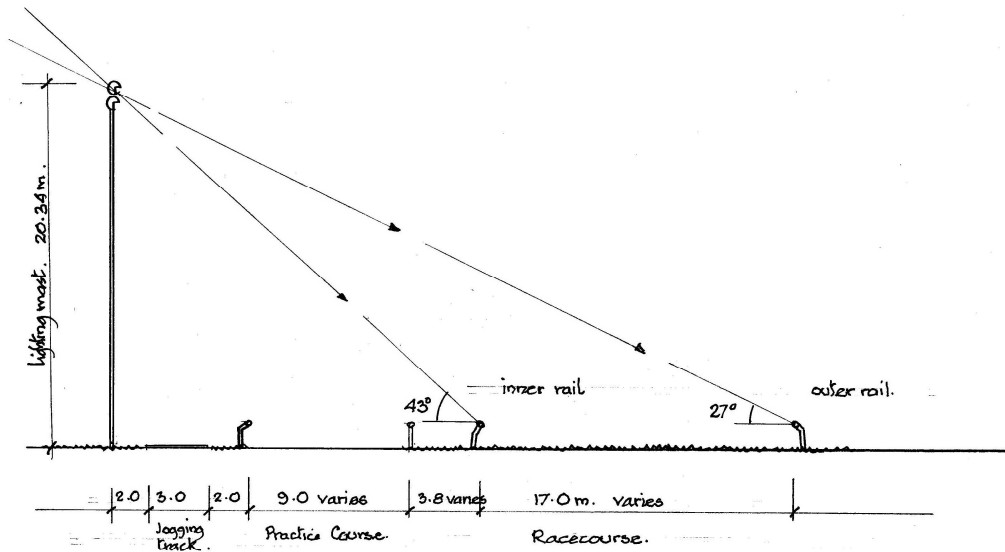 lighting mast. 20.34 m.
43°
inner rail
27°
outer rail.
2.0
3.0
2.0
9.0 varies
3.8 varies
17.0 m. varies
Jogging
track.
Practice Course.
Racecourse.